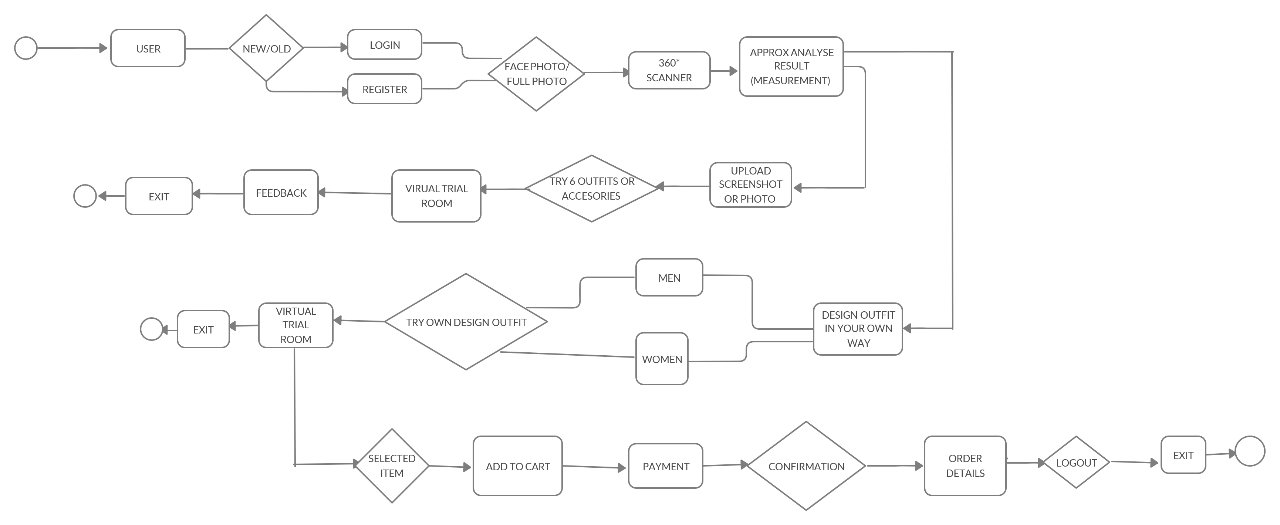 USER
NEW/OLD
LOGIN
REGISTER
FACE PHOTO/
FULL PHOTO
360°
SCANNER
APPROX ANALYSE
RESULT
(MEASUREMENT)
EXIT
FEEDBACK
VIRUAL TRIAL
ROOM
TRY 6 OUTFITS OR
ACCESORIES
UPLOAD
SCREENSHOT
OR PHOTO
EXIT
VIRTUAL
TRIAL
ROOM
TRY OWN DESIGN OUTFIT
MEN
WOMEN
DESIGN OUTFIT
IN YOUR OWN
WAY
SELECTED
ITEM
ADD TO CART
PAYMENT
CONFIRMATION
ORDER
DETAILS
LOGOUT
EXIT